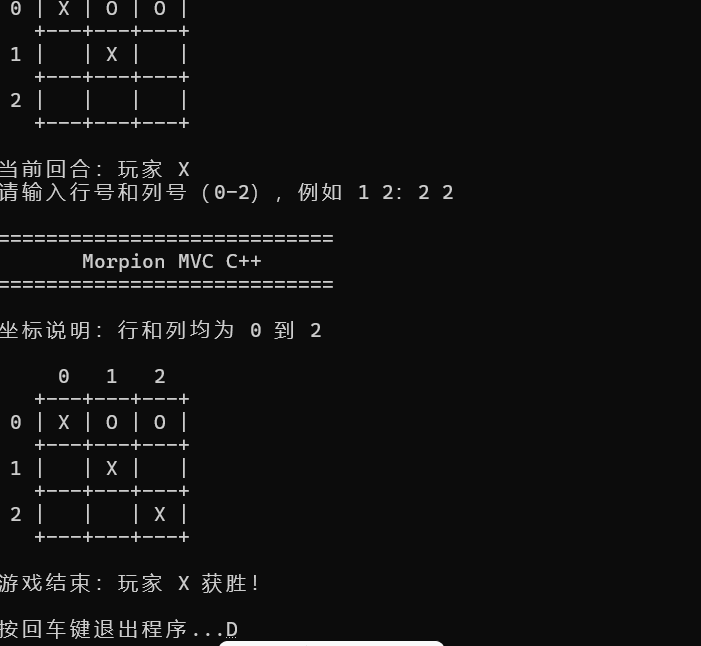 0 | X | O | O |
  +---+---+---+
1 |   | X |   |
  +---+---+---+
2 |   |   |   |
  +---+---+---+
当前回合: 玩家 X
请输入行号和列号 (0-2) , 例如 1 2: 2 2
============================
       Morpion MVC C++
============================
坐标说明: 行和列均为 0 到 2
    0   1   2
  +---+---+---+
0 | X | O | O |
  +---+---+---+
1 |   | X |   |
  +---+---+---+
2 |   |   | X |
  +---+---+---+
游戏结束: 玩家 X 获胜!
按回车键退出程序...D